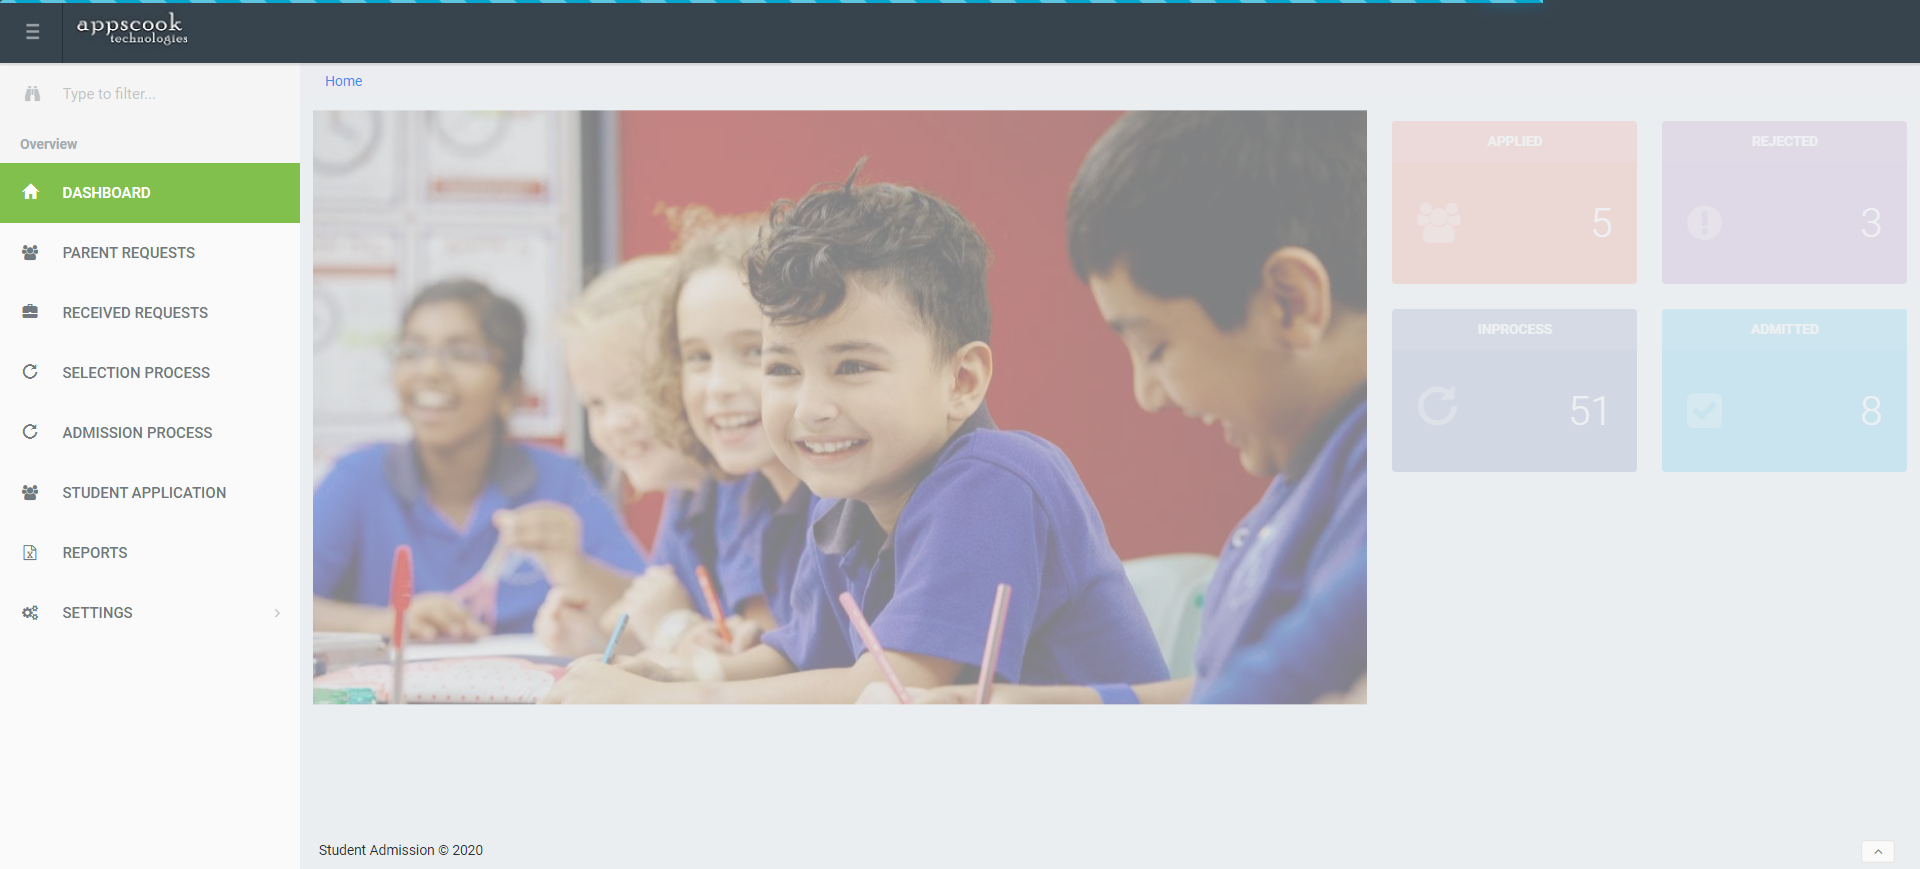 appscook
technologies
Type to filter...
Overview
DASHBOARD
PARENT REQUESTS
RECEIVED REQUESTS
SELECTION PROCESS
ADMISSION PROCESS
STUDENT APPLICATION
REPORTS
SETTINGS
Home
APPLIED
5
REJECTED
3
INPROCESS
51
ADMITTED
8
Student Admission © 2020